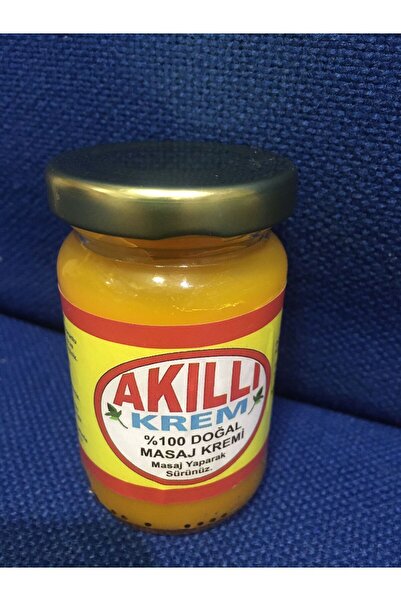 AKILLI
KREM
%100 DOĞAL
MASAJ KREMİ
Masaj Yaparak
Sürünüz.